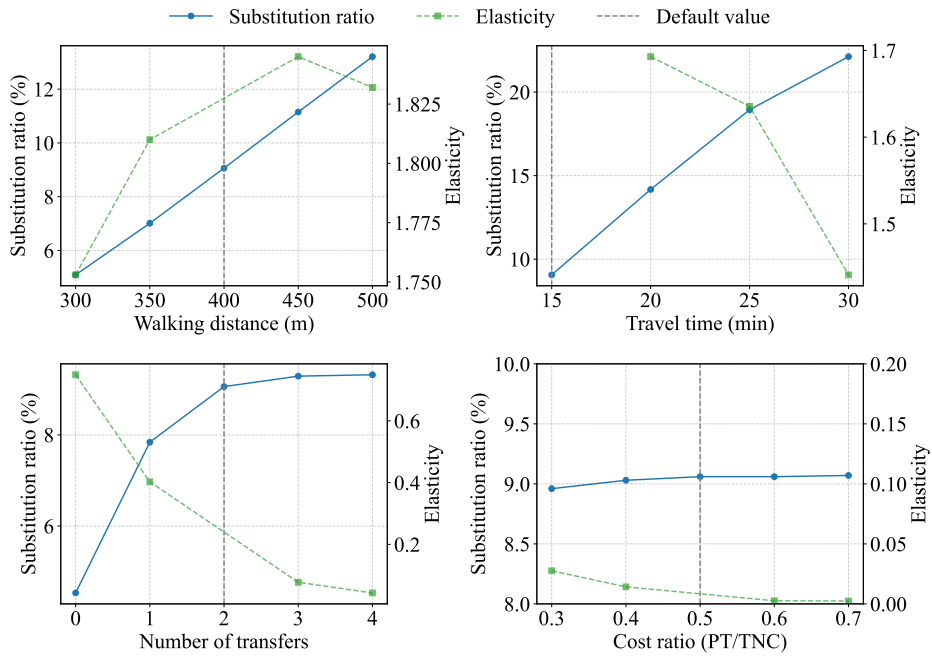 Substitution ratio Elasticity Default value
Substitution ratio (%)
12
10
8
6
1.825
1.800
1.775
1.750
Elasticity
300 350 400 450 500
Walking distance (m)
Substitution ratio (%)
20
15
10
1.7
1.6
1.5
Elasticity
15 20 25 30
Travel time (min)
Substitution ratio (%)
8
6
0.6
0.4
0.2
Elasticity
0 1 2 3 4
Number of transfers
Substitution ratio (%)
10.0
9.5
9.0
8.5
8.0
0.20
0.15
0.10
0.05
0.00
Elasticity
0.3 0.4 0.5 0.6 0.7
Cost ratio (PT/TNC)